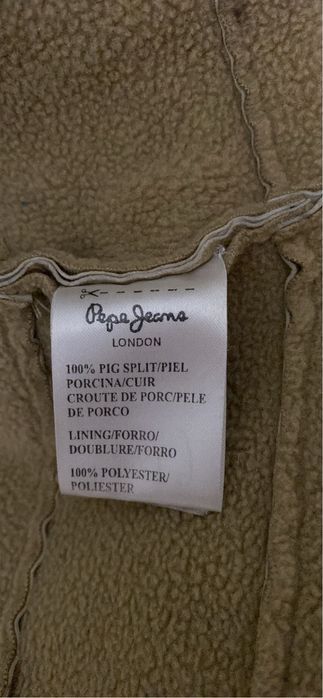 Pepe Jeans
LONDON
100% PIG SPLIT/PIEL
PORCINA/CUIR
CROUTE DE PORC/PELE
DE PORCO
LINING/FORRO/
DOUBLURE/FORRO
100% POLYESTER/
POLIESTER